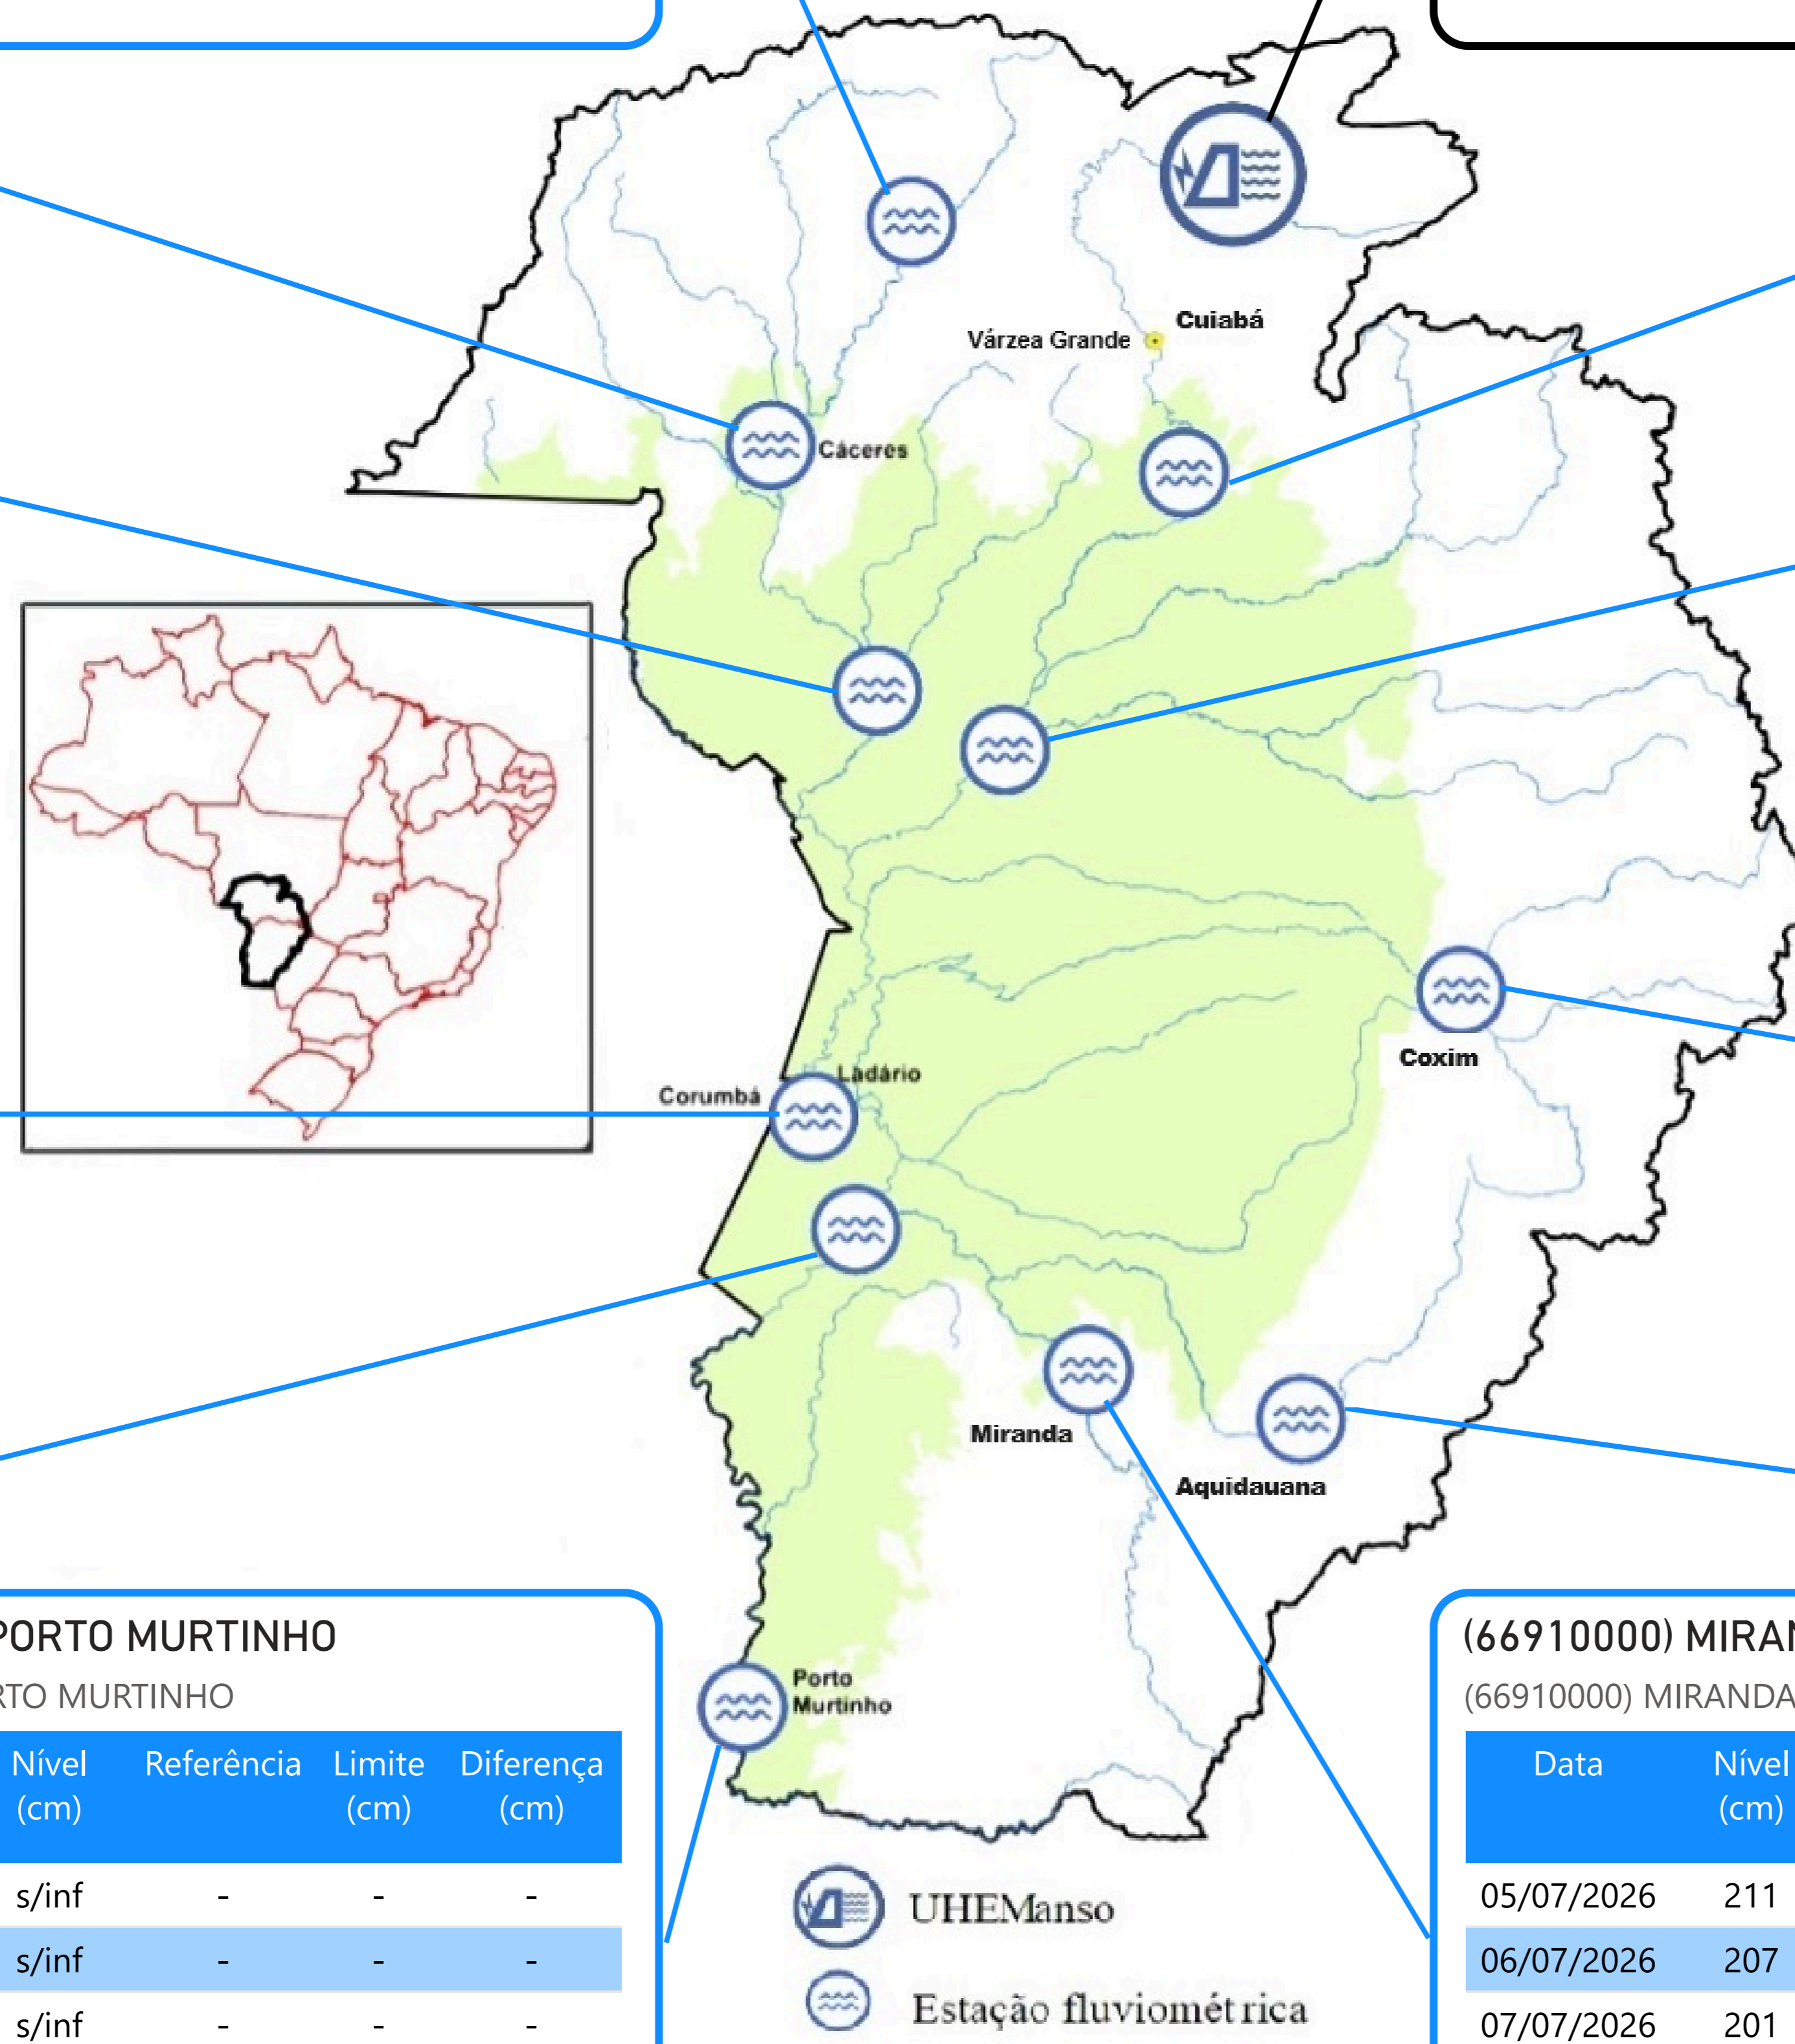 Cuiabá
Várzea Grande
Cáceres
Coxim
Ladário
Corumbá
Miranda
Aquidauana
Porto
Murtinho
PORTO MURTINHO
RTO MURTINHO
Nível (cm) Referência Limite (cm) Diferença (cm)
s/inf - - -
s/inf - - -
s/inf - - -
UHEManso
Estação fluviométrica
(66910000) MIRAN
(66910000) MIRANDA
Data Nível (cm)
05/07/2026 211
06/07/2026 207
07/07/2026 201